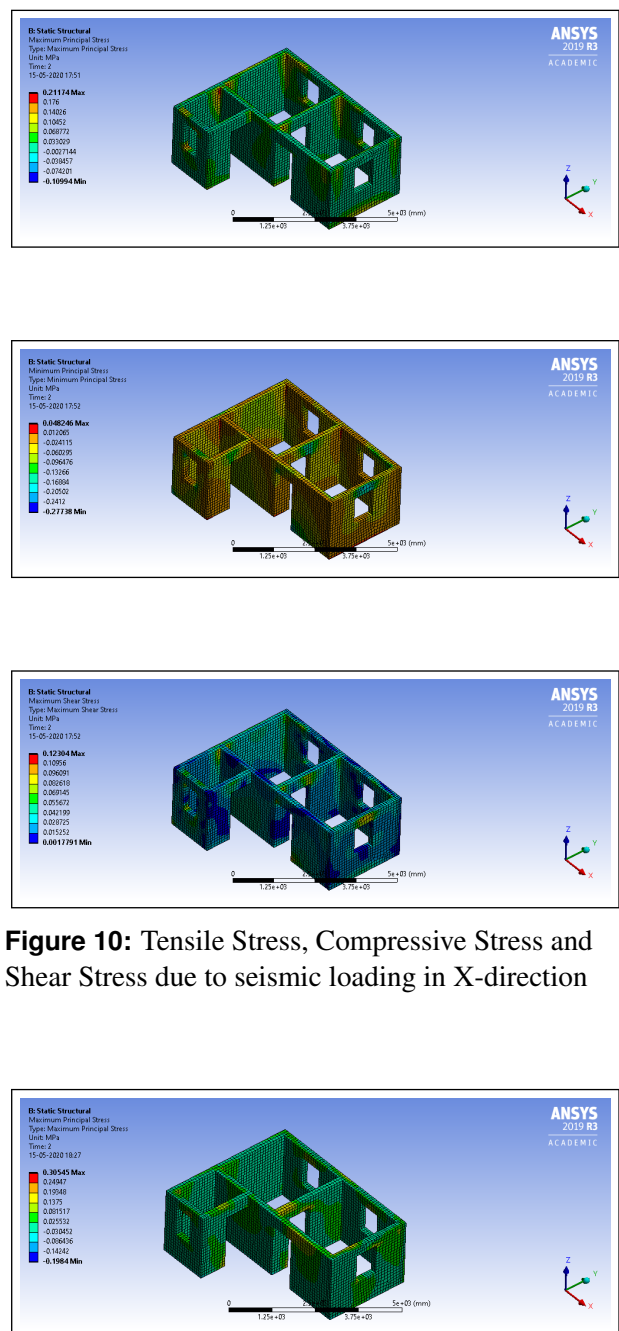 B: Static Structural
Maximum Principal Stress
Type: Maximum Principal Stress
Unit: MPa
Time: 2
15-05-2020 17:51
0.21174 Max
0.176
0.14026
0.10452
0.068772
0.033029
-0.0027144
-0.038457
-0.074201
-0.10994 Min
ANSYS
2019 R3
ACADEMIC
Z
Y
X
0
5e+03 (mm)
1.25e+03
3.75e+03
B: Static Structural
Minimum Principal Stress
Type: Minimum Principal Stress
Unit: MPa
Time: 2
15-05-2020 17:52
0.048246 Max
0.012065
-0.024115
-0.060295
-0.096476
-0.13266
-0.16884
-0.20502
-0.2412
-0.27738 Min
ANSYS
2019 R3
ACADEMIC
Z
Y
X
0
5e+03 (mm)
1.25e+03
3.75e+03
B: Static Structural
Maximum Shear Stress
Type: Maximum Shear Stress
Unit: MPa
Time: 2
15-05-2020 17:52
0.12304 Max
0.10956
0.096091
0.082618
0.069145
0.055672
0.042199
0.028725
0.015252
0.0017791 Min
ANSYS
2019 R3
ACADEMIC
Z
Y
X
0
5e+03 (mm)
1.25e+03
3.75e+03
Figure 10: Tensile Stress, Compressive Stress and
Shear Stress due to seismic loading in X-direction
B: Static Structural
Maximum Principal Stress
Type: Maximum Principal Stress
Unit: MPa
Time: 2
15-05-2020 18:27
0.30545 Max
0.24947
0.19348
0.1375
0.081517
0.025532
-0.030452
-0.086436
-0.14242
-0.1984 Min
ANSYS
2019 R3
ACADEMIC
Z
Y
X
0
5e+03 (mm)
1.25e+03
3.75e+03